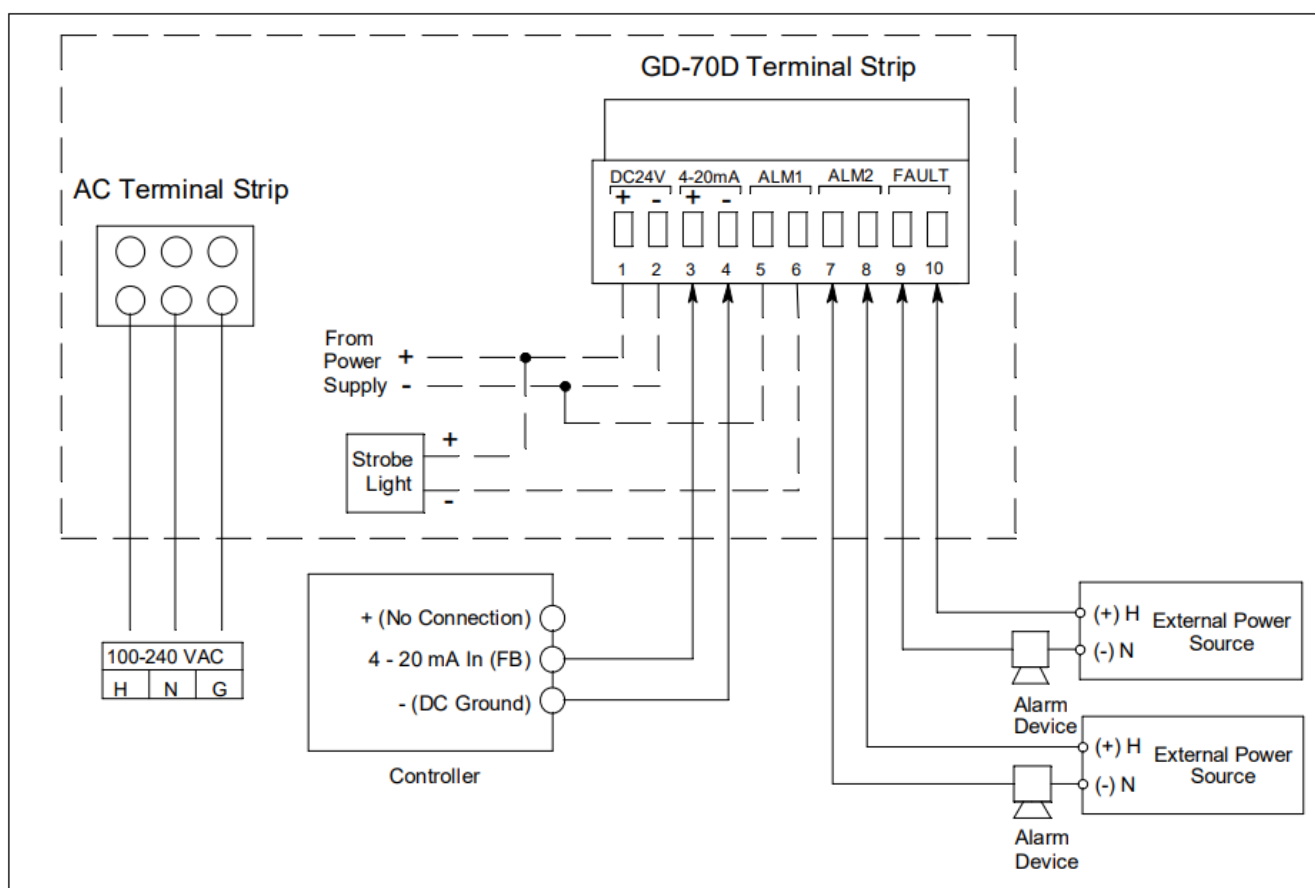 GD-70D Terminal Strip
AC Terminal Strip
DC24V 4-20mA ALM1 ALM2 FAULT
+ - + -
1 2 3 4 5 6 7 8 9 10
From
Power +
Supply -
+
Strobe
Light
-
+ (No Connection)
4 - 20 mA In (FB)
- (DC Ground)
Controller
100-240 VAC
H N G
(+) H
External Power
Source
(-) N
Alarm
Device
(+) H
External Power
Source
(-) N
Alarm
Device